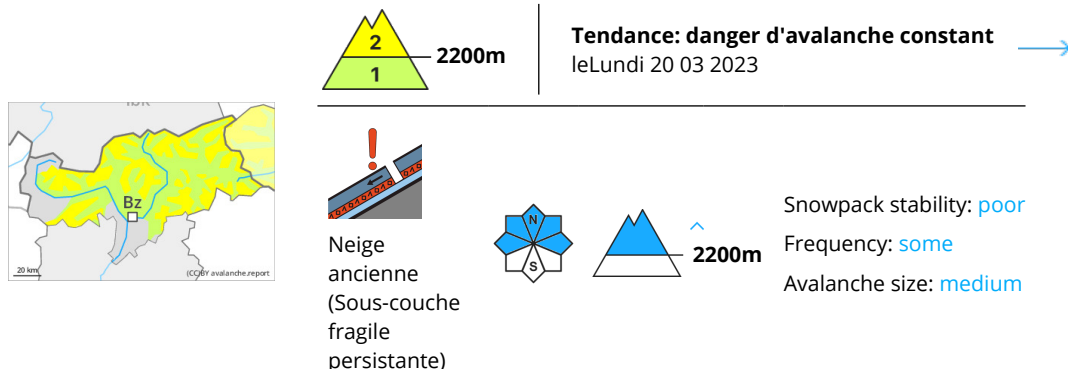 2
1
2200m
Tendance: danger d'avalanche constant
leLundi 20 03 2023
Bz
20 km
(CC)BY avalanche.report
Neige
ancienne
(Sous-couche
fragile
persistante)
N
S
2200m
Snowpack stability: poor
Frequency: some
Avalanche size: medium